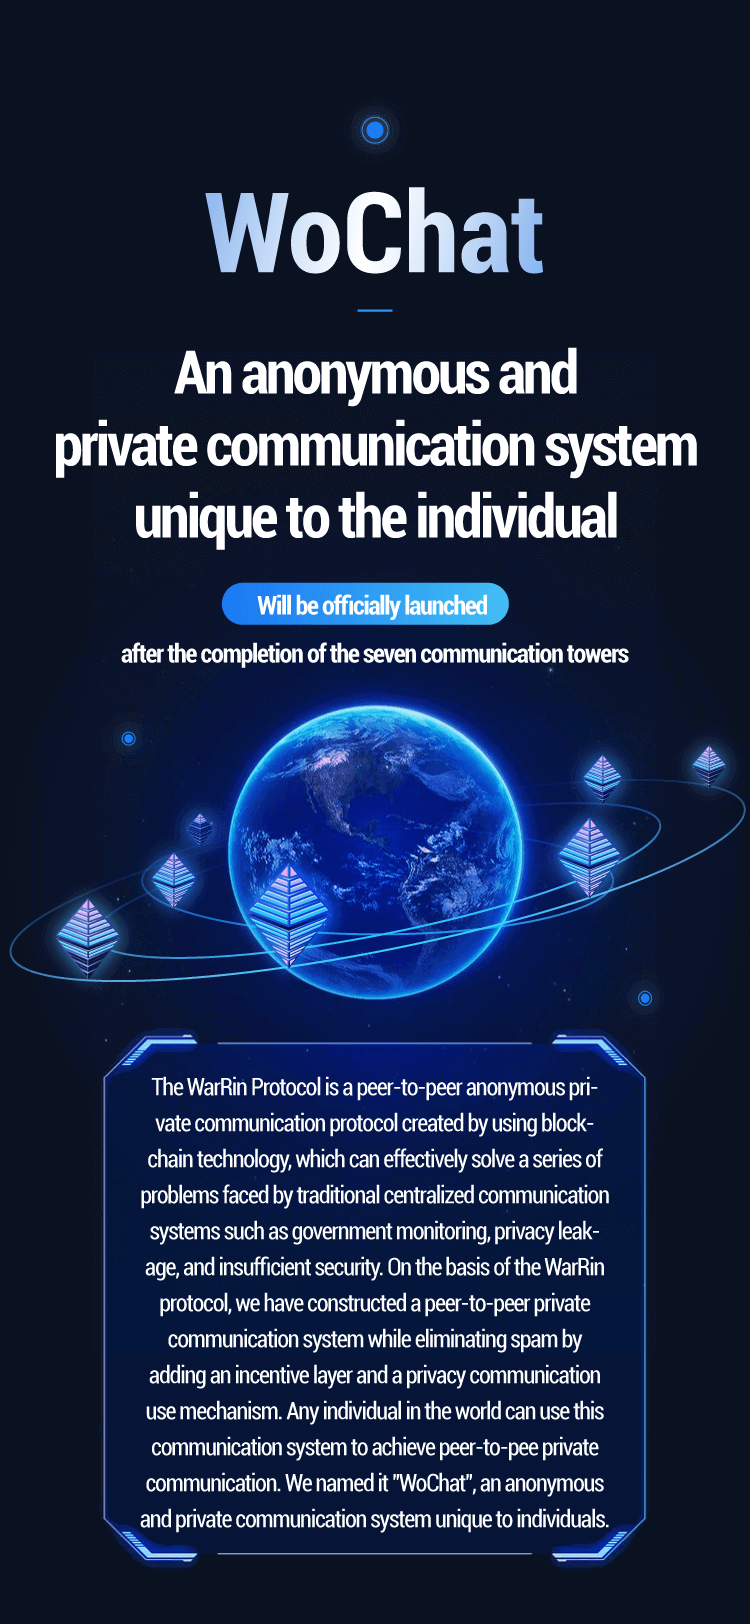 WoChat
An anonymous and
private communication system
unique to the individual
Will be officially launched
after the completion of the seven communication towers
The WarRin Protocol is a peer-to-peer anonymous pri-
vate communication protocol created by using block-
chain technology, which can effectively solve a series of
problems faced by traditional centralized communication
systems such as government monitoring, privacy leak-
age, and insufficient security. On the basis of the WarRin
protocol, we have constructed a peer-to-peer private
communication system while eliminating spam by
adding an incentive layer and a privacy communication
use mechanism. Any individual in the world can use this
communication system to achieve peer-to-pee private
communication. We named it "WoChat", an anonymous
and private communication system unique to individuals.